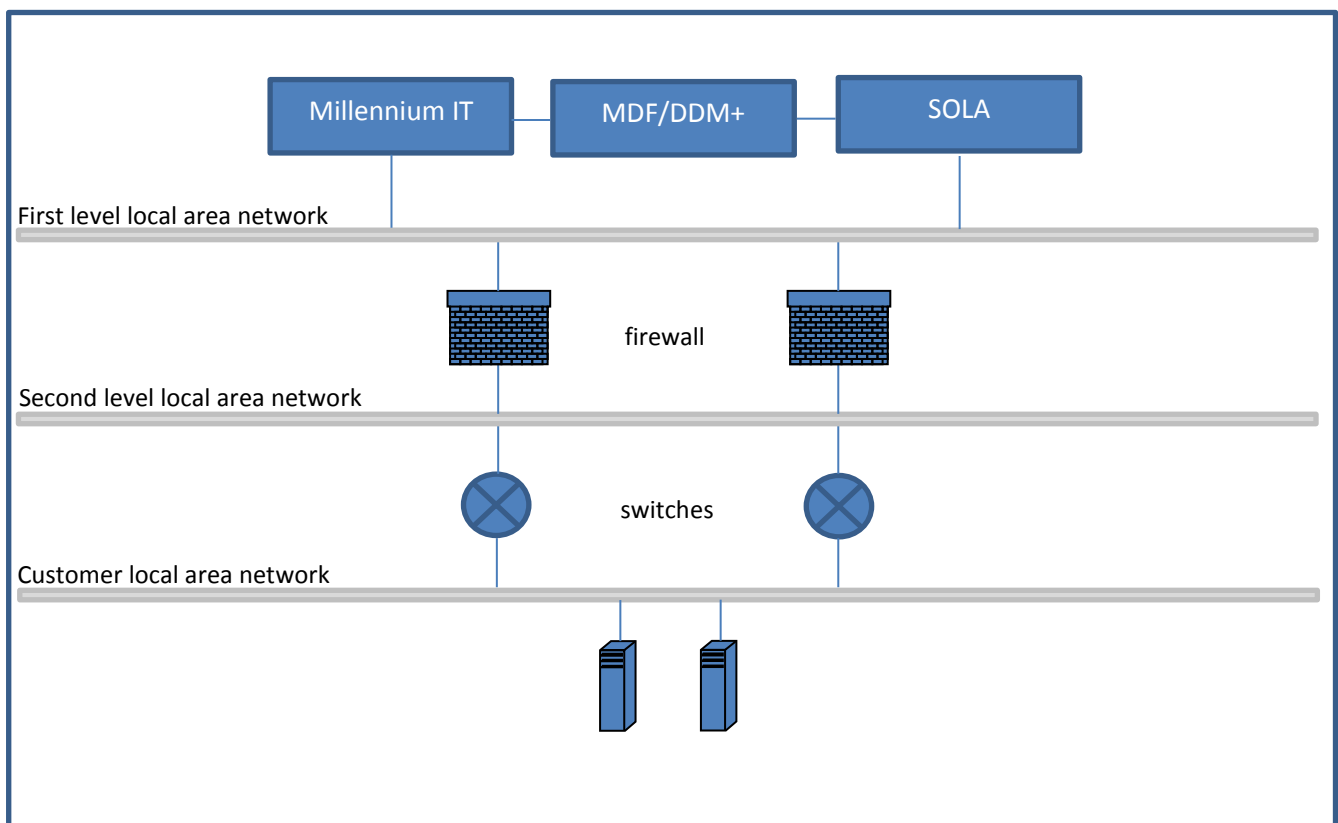 Millennium IT
MDF/DDM+
SOLA
First level local area network
firewall
Second level local area network
switches
Customer local area network